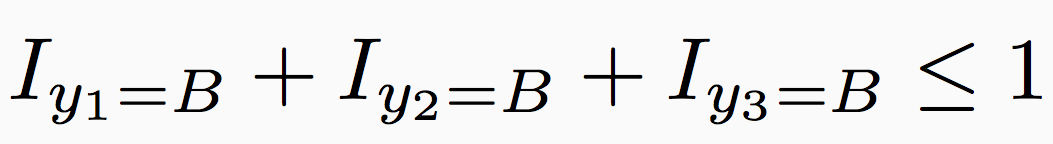 I_{y_1=B} + I_{y_2=B} + I_{y_3=B} ≤ 1